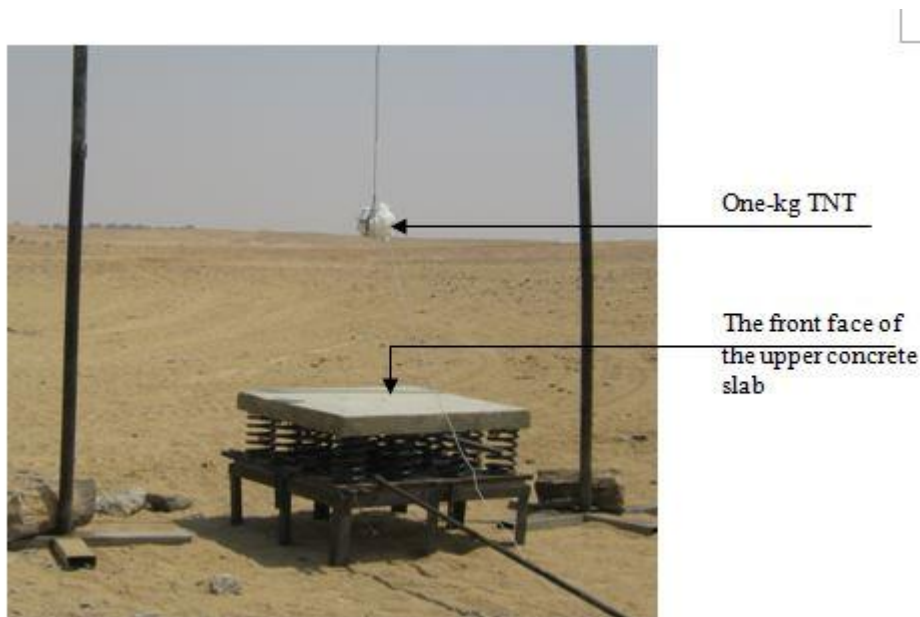 One-kg TNT
The front face of
the upper concrete
slab